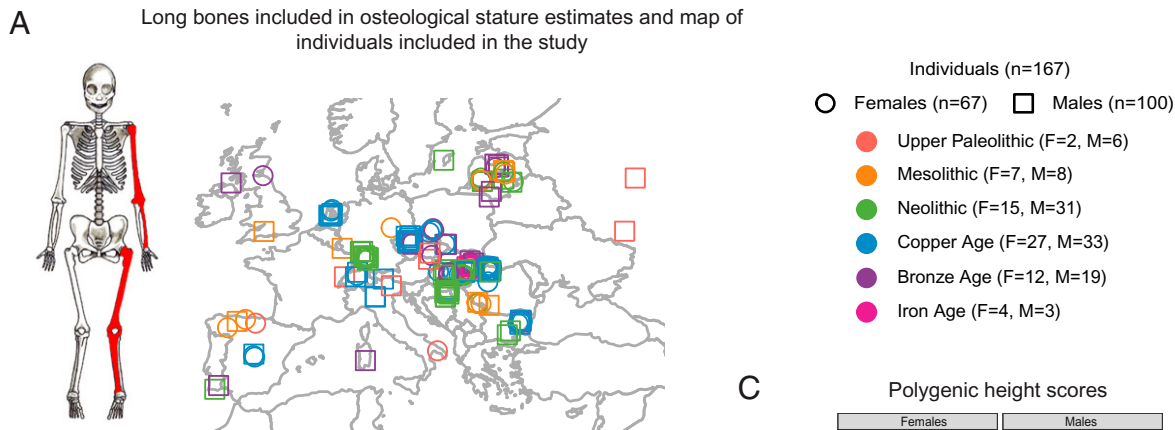 A
Long bones included in osteological stature estimates and map of
individuals included in the study
Individuals (n=167)
Females (n=67) Males (n=100)
Upper Paleolithic (F=2, M=6)
Mesolithic (F=7, M=8)
Neolithic (F=15, M=31)
Copper Age (F=27, M=33)
Bronze Age (F=12, M=19)
Iron Age (F=4, M=3)
C
Polygenic height scores
Females Males